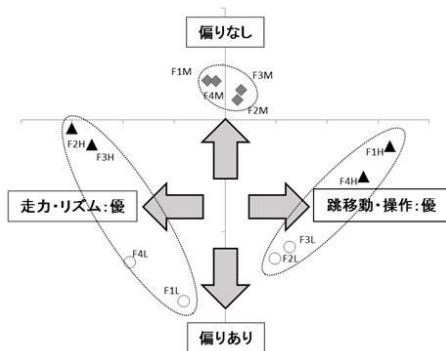 偏りなし
F1M
F3M
F4M
F2M
F2H
F3H
F1H
F4H
走力・リズム:優
跳移動・操作:優
F4L
F3L
F2L
F1L
偏りあり